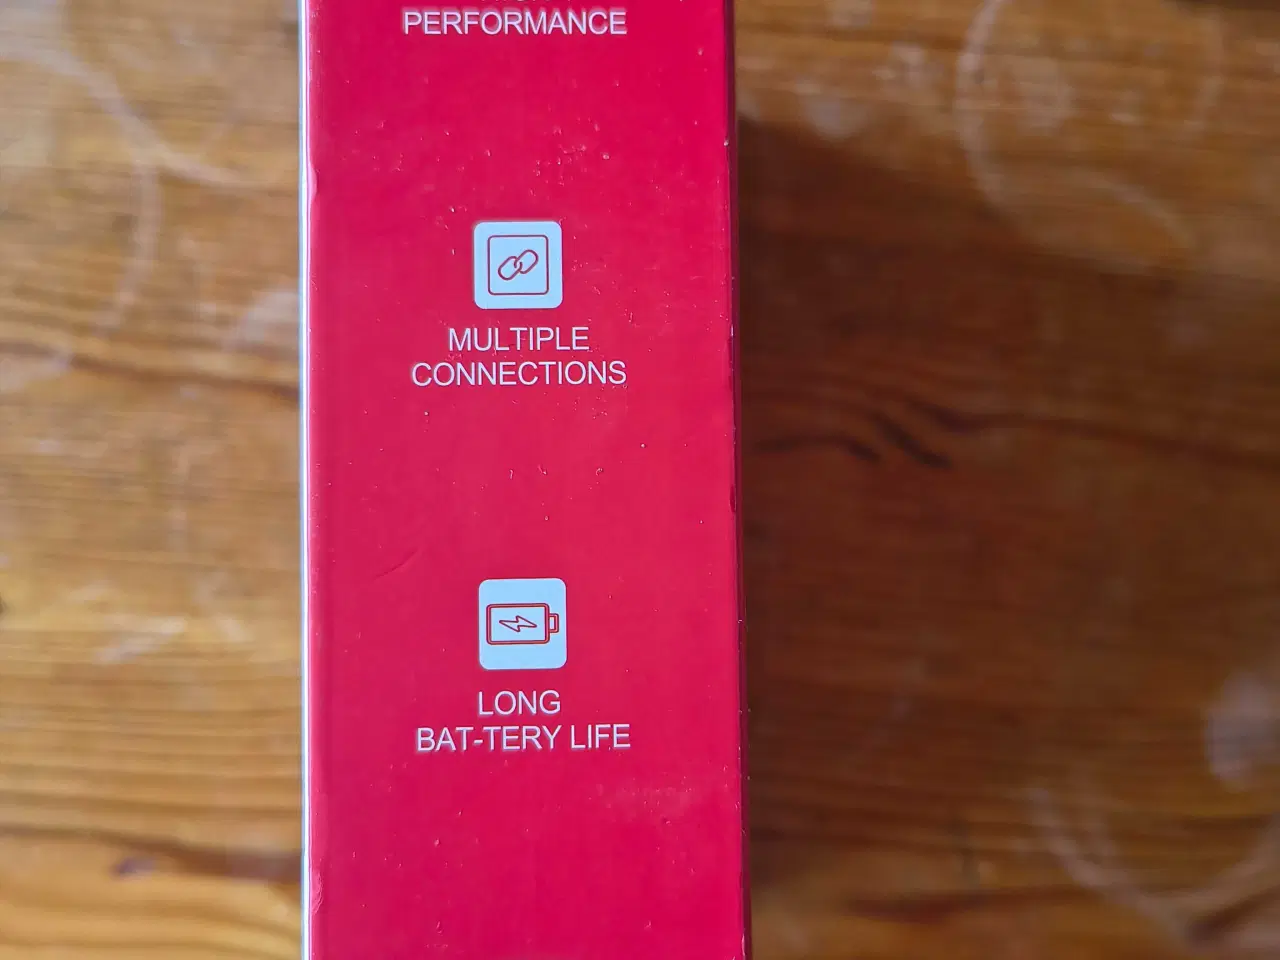 PERFORMANCE
MULTIPLE
CONNECTIONS
LONG
BAT-TERY LIFE